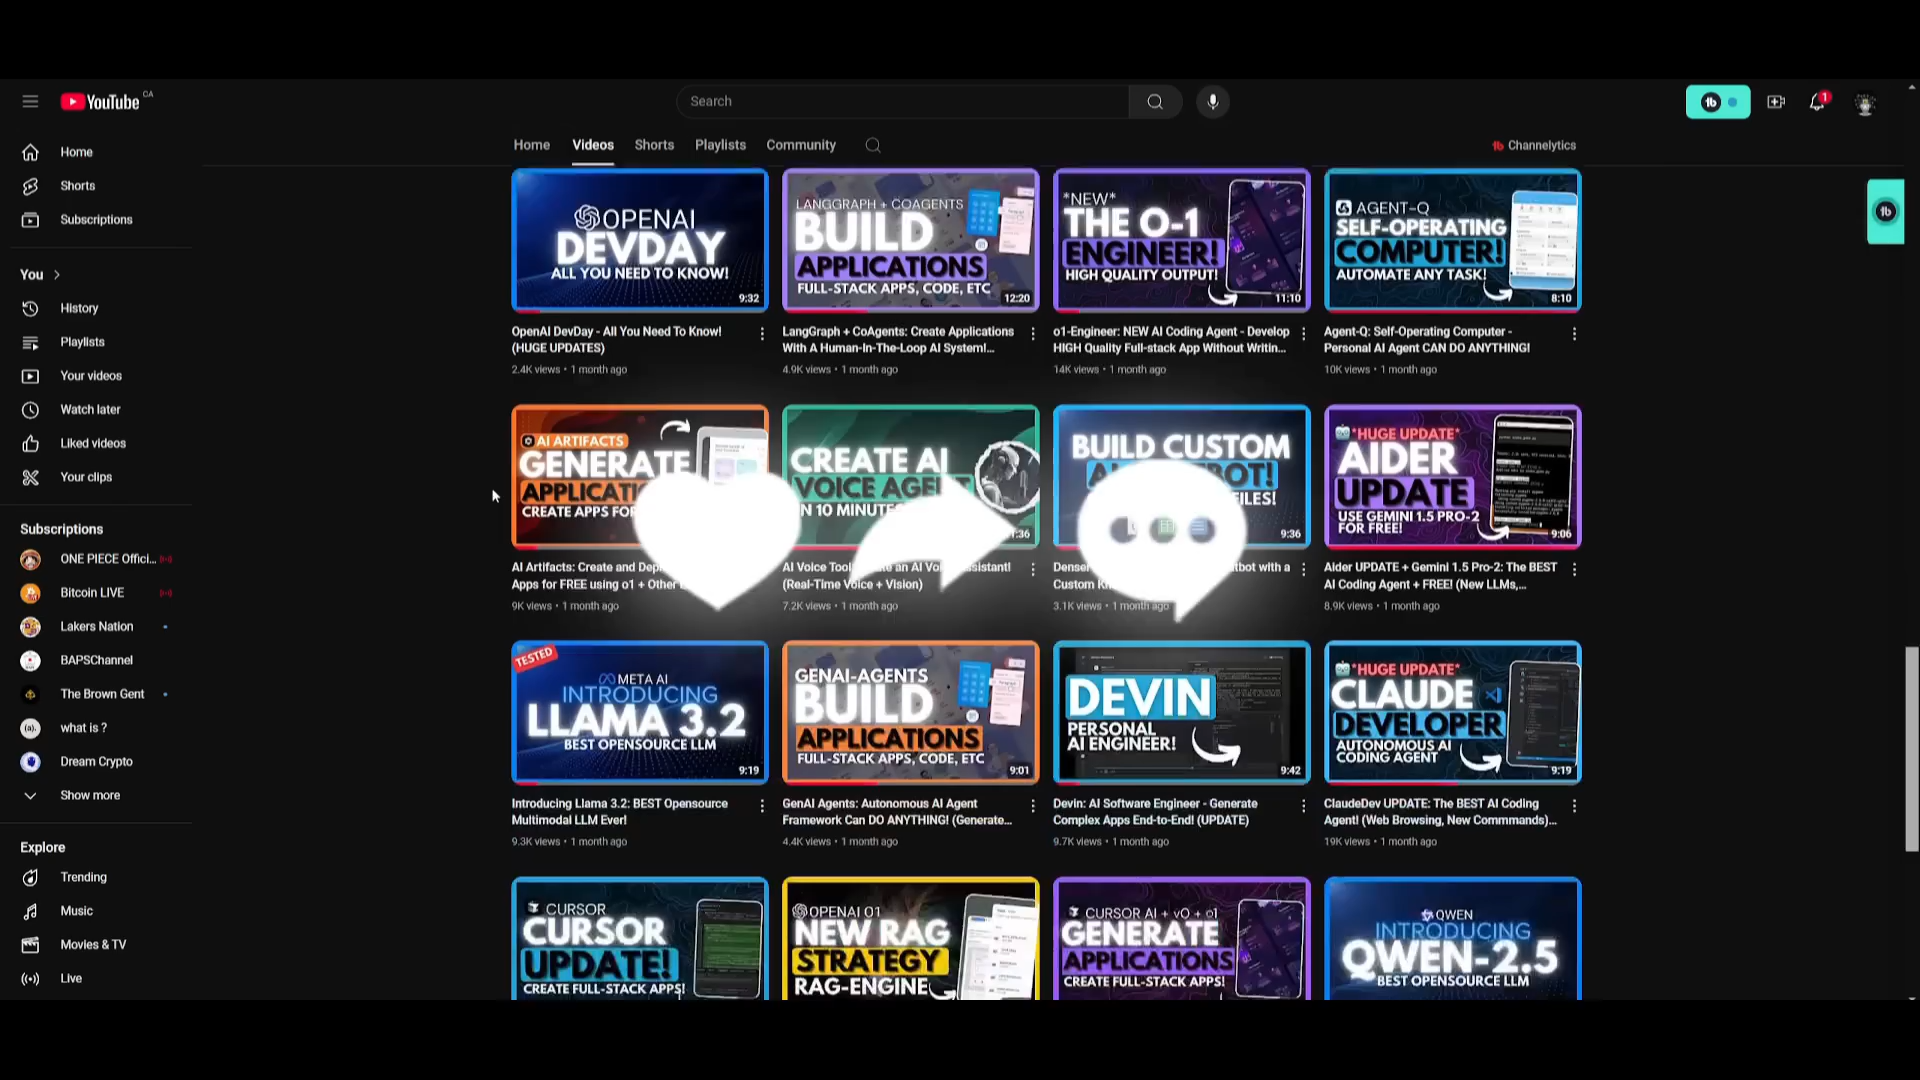 YouTube CA
Search
1
Home
Shorts
Subscriptions
You
History
Playlists
Your videos
Watch later
Liked videos
Your clips
Subscriptions
ONE PIECE Offici...
Bitcoin LIVE
Lakers Nation
BAPSChannel
The Brown Gent
what is ?
Dream Crypto
Show more
Explore
Trending
Music
Movies & TV
Live
Home Videos Shorts Playlists Community
Channelytics
OPENAI
DEVDAY
ALL YOU NEED TO KNOW!
9:32
OpenAI DevDay - All You Need To Know!
(HUGE UPDATES)
2.4K views • 1 month ago
LANGGRAPH + COAGENTS
BUILD
APPLICATIONS
FULL-STACK APPS, CODE, ETC
12:20
LangGraph + CoAgents: Create Applications
With A Human-In-The-Loop AI System!...
4.9K views • 1 month ago
*NEW*
THE O-1
ENGINEER!
HIGH QUALITY OUTPUT!
11:10
o1-Engineer: NEW AI Coding Agent - Develop
HIGH Quality Full-stack App Without Writin...
14K views • 1 month ago
AGENT-Q
SELF-OPERATING
COMPUTER!
AUTOMATE ANY TASK!
8:10
Agent-Q: Self-Operating Computer -
Personal AI Agent CAN DO ANYTHING!
10K views • 1 month ago
AI ARTIFACTS
GENERATE
CREATE APPS
AI Artifacts: Create and
Apps for FREE using o1 +
9K views • 1 month ago
CREATE AI
VOICE
10 MINUTES
AI Voice
(Real-Time Voice + Vision)
7.2K views • 1 month ago
BUILD CUSTOM
9:36
with a
Custom
3.1K views • 1 month ago
*HUGE UPDATE*
AIDER
UPDATE
USE GEMINI 1.5 PRO-2
FOR FREE!
9:06
Aider UPDATE + Gemini 1.5 Pro-2: The BEST
AI Coding Agent + FREE! (New LLMs,...
8.9K views • 1 month ago
TESTED
META AI
INTRODUCING
LLAMA 3.2
BEST OPENSOURCE LLM
9:19
Introducing Llama 3.2: BEST Opensource
Multimodal LLM Ever!
9.3K views • 1 month ago
GENAI-AGENTS
BUILD
APPLICATIONS
FULL-STACK APPS, CODE, ETC
9:01
GenAI Agents: Autonomous AI Agent
Framework Can DO ANYTHING! (Generate...
4.4K views • 1 month ago
DEVIN
PERSONAL
AI ENGINEER!
9:42
Devin: AI Software Engineer - Generate
Complex Apps End-to-End! (UPDATE)
9.7K views • 1 month ago
*HUGE UPDATE*
CLAUDE
DEVELOPER
AUTONOMOUS AI
CODING AGENT
9:19
ClaudeDev UPDATE: The BEST AI Coding
Agent! (Web Browsing, New Commmands)...
19K views • 1 month ago
CURSOR
CURSOR
UPDATE!
CREATE FULL-STACK APPS!
OPENAI O1
NEW RAG
STRATEGY
RAG-ENGINE
CURSOR AI + vO + o1
GENERATE
APPLICATIONS
CREATE FULL-STACK APPS!
QWEN
INTRODUCING
QWEN-2.5
BEST OPENSOURCE LLM